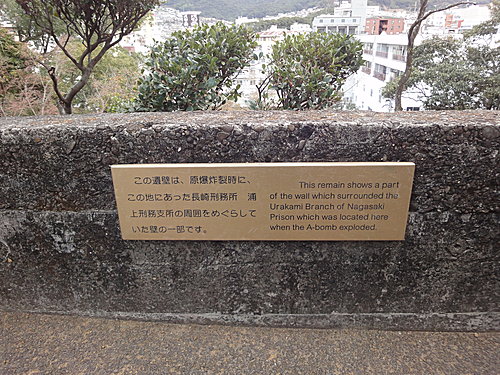 この遺壁は、原爆炸裂時に、
この地にあった長崎刑務所 浦
上刑務支所の周囲をめぐらして
いた壁の一部です。
This remain shows a part
of the wall which surrounded the
Urakami Branch of Nagasaki
Prison which was located here
when the A-bomb exploded.